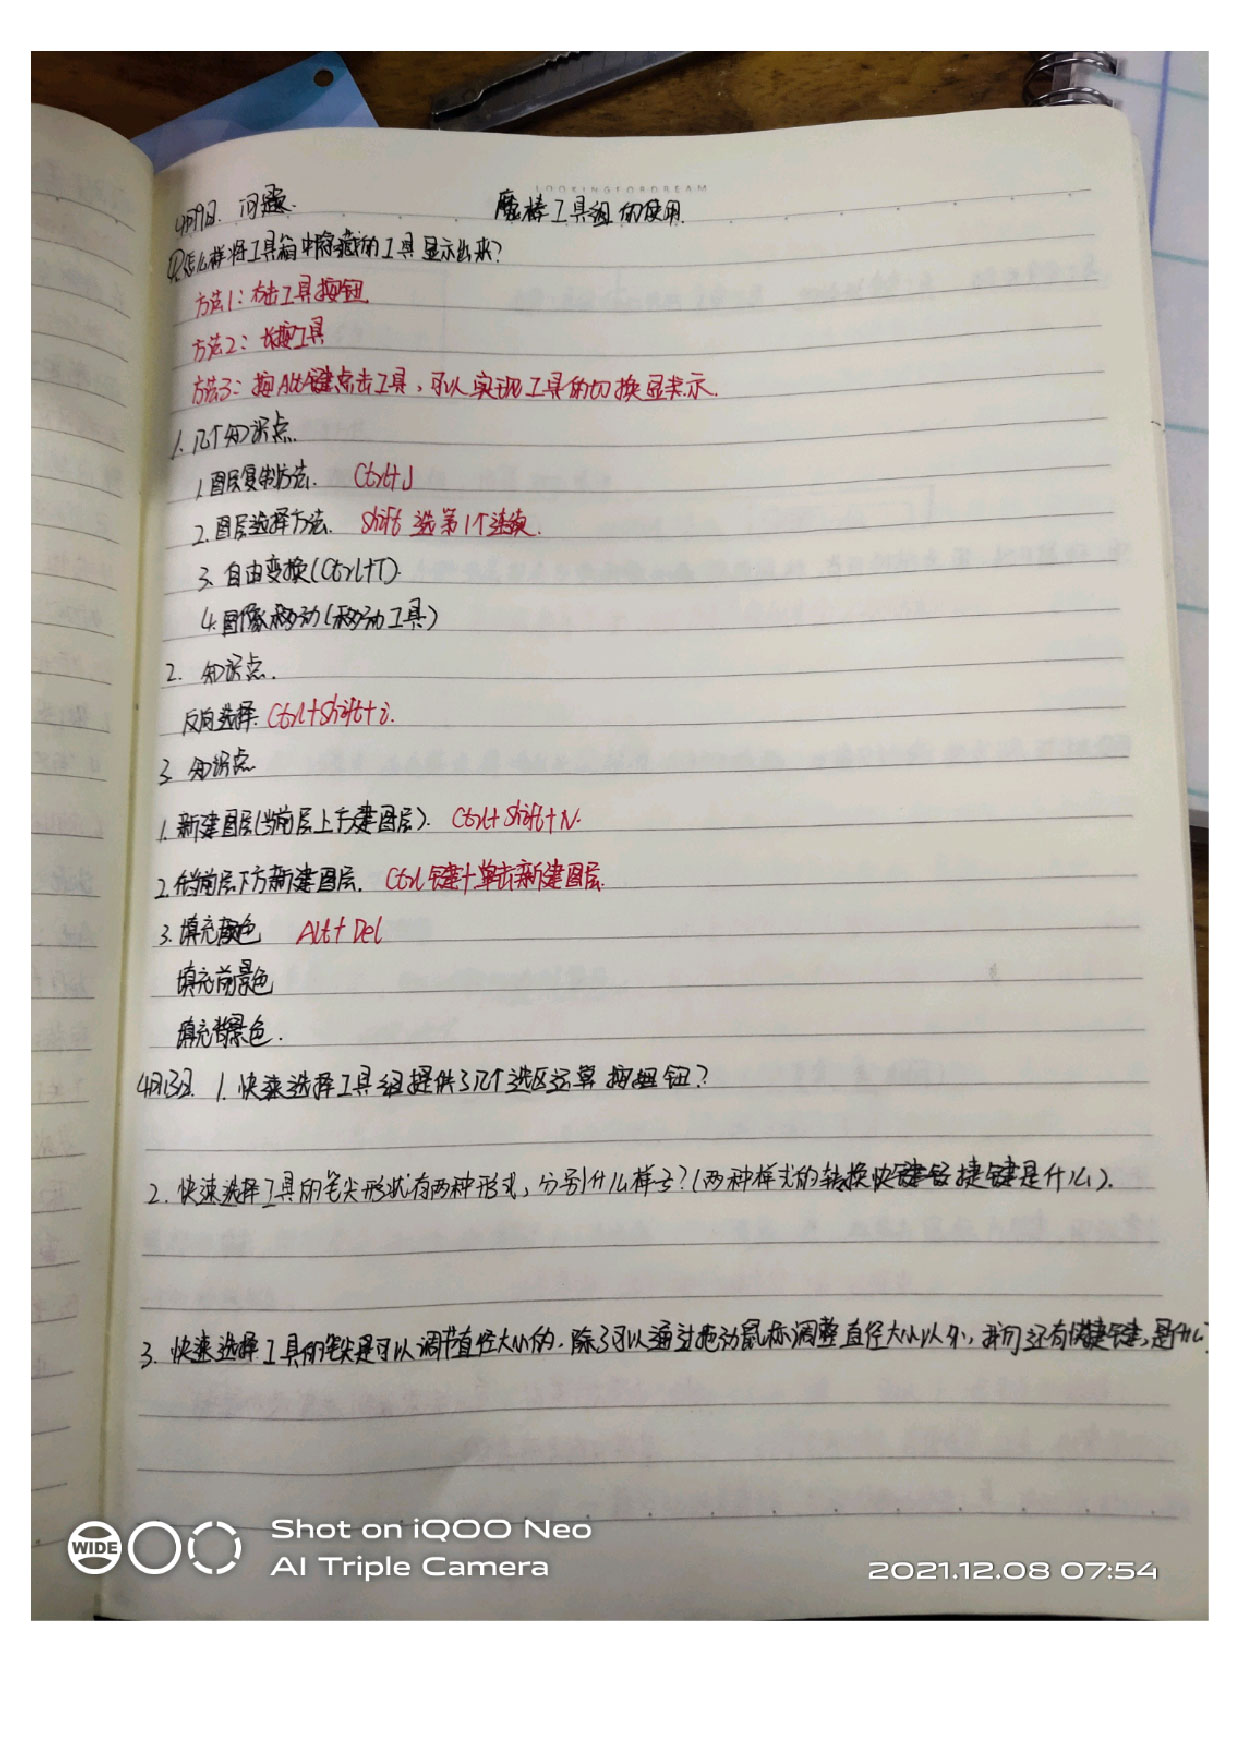 LOOKINGFORDREAM
4月9日. 问题. 魔棒工具组的使用.
①怎么样将工具箱中隐藏的工具显示出来?
方法1:右击工具按钮
方法2:长按工具
方法3:按Alt键点击工具,可以实现工具的切换显示.
1.几个知识点.
1.图层复制方法. Ctrl+J
2.图层选择方法. Shift 选第1个连续.
3.自由变换(Ctrl+T).
4.图像移动(移动工具)
2. 知识点.
反向选择. Ctrl+Shift+i.
3. 知识点
1.新建图层(当前层上方建图层). Ctrl+Shift+N.
2.在当前层下方新建图层. Ctrl键+单击新建图层.
3.填充颜色 Alt+Del
填充前景色
填充背景色.
4月13日. 1.快速选择工具组提供了几个选区运算按钮?
2.快速选择工具的笔尖形状有两种形式,分别什么样子?(两种样式的转换快捷键是什么).
3.快速选择工具的笔尖是可以调节直径大小的.除了可以通过拖动鼠标调整直径大小以外,我们还有快捷键,是什么?
WIDE
Shot on iQOO Neo
AI Triple Camera
2021.12.08 07:54